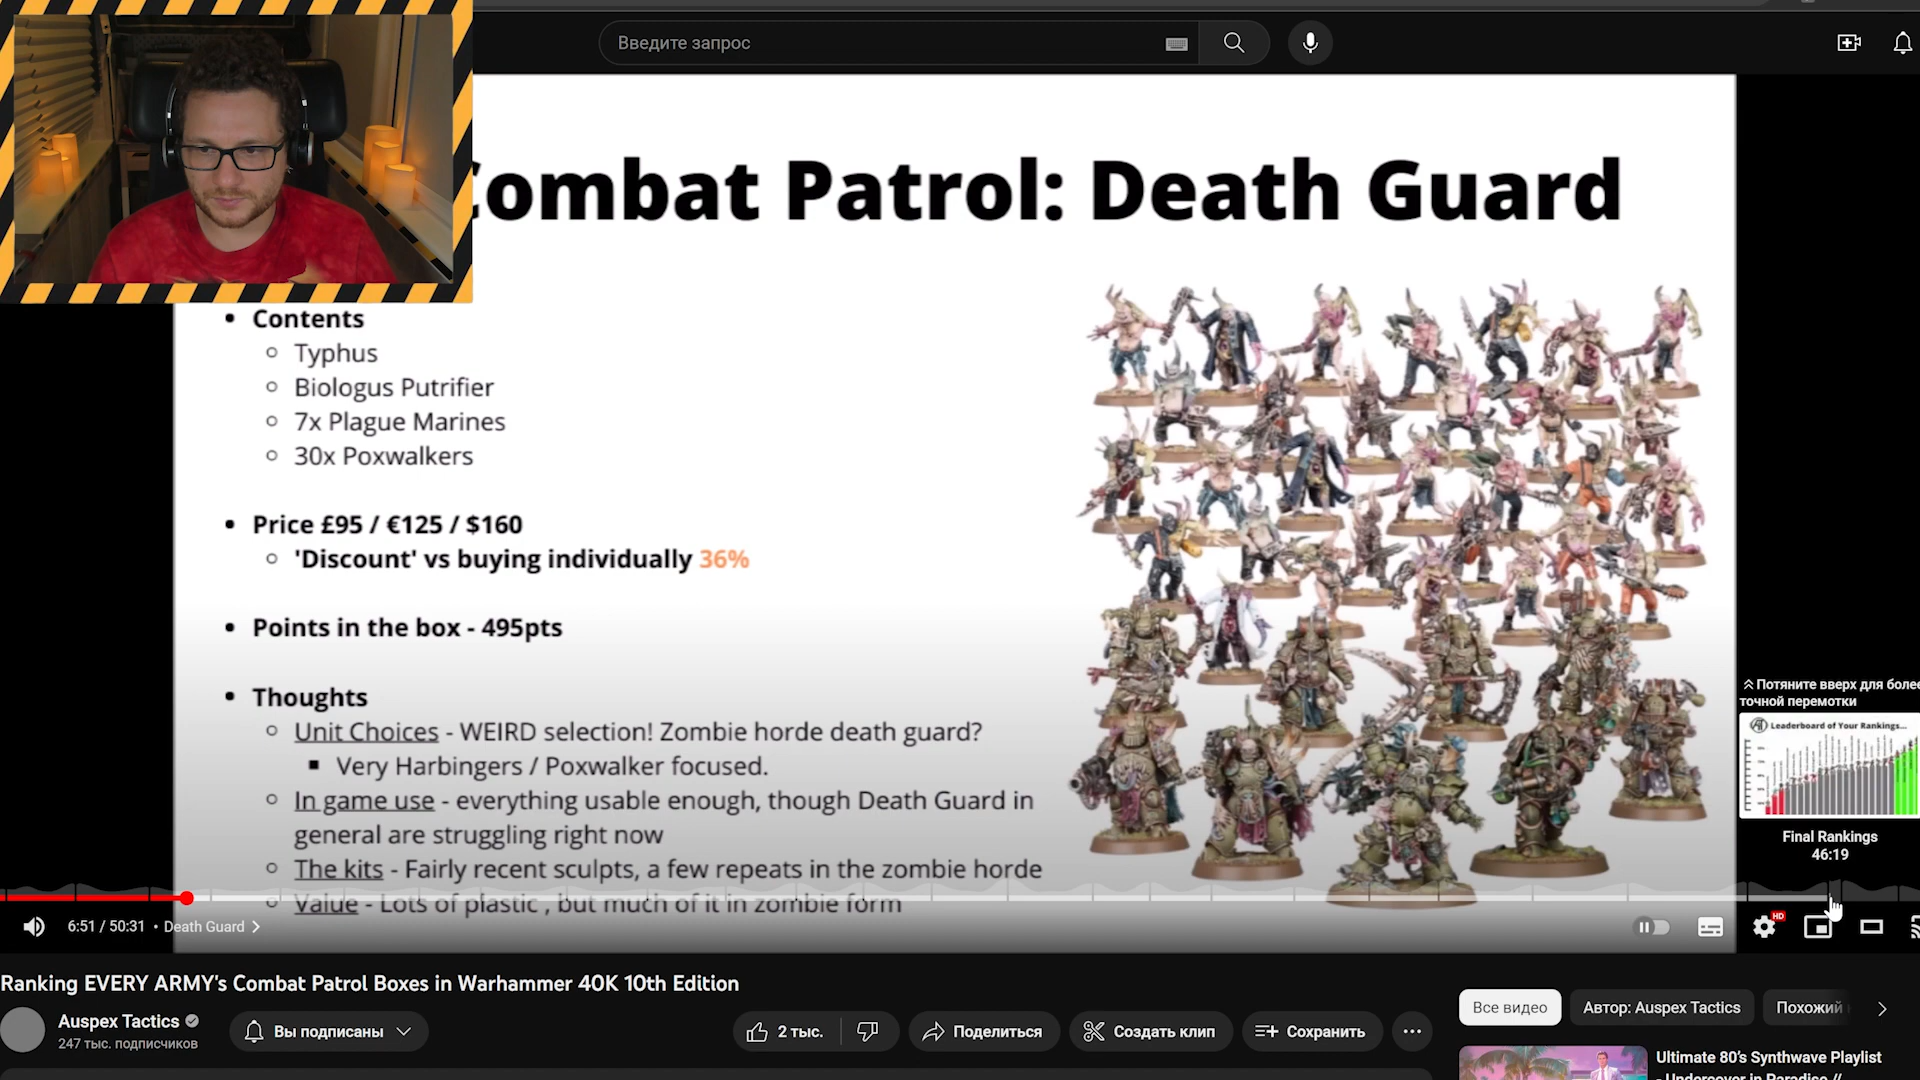 Введите запрос
Combat Patrol: Death Guard
• Contents
Typhus
Biologus Putrifier
7x Plague Marines
30x Poxwalkers
• Price £95 / €125 / $160
'Discount' vs buying individually 36%
• Points in the box - 495pts
• Thoughts
Unit Choices - WEIRD selection! Zombie horde death guard?
Very Harbingers / Poxwalker focused.
In game use - everything usable enough, though Death Guard in
general are struggling right now
The kits - Fairly recent sculpts, a few repeats in the zombie horde
Value - Lots of plastic , but much of it in zombie form
Потяните вверх для более
точной перемотки
Leaderboard of Your Rankings...
Final Rankings
46:19
6:51 / 50:31 • Death Guard
HD
Ranking EVERY ARMY's Combat Patrol Boxes in Warhammer 40K 10th Edition
Auspex Tactics
247 тыс. подписчиков
Вы подписаны
2 тыс.
Поделиться
Создать клип
Сохранить
Все видео
Автор: Auspex Tactics
Похожий
Ultimate 80's Synthwave Playlist
- Undercover in Paradise //